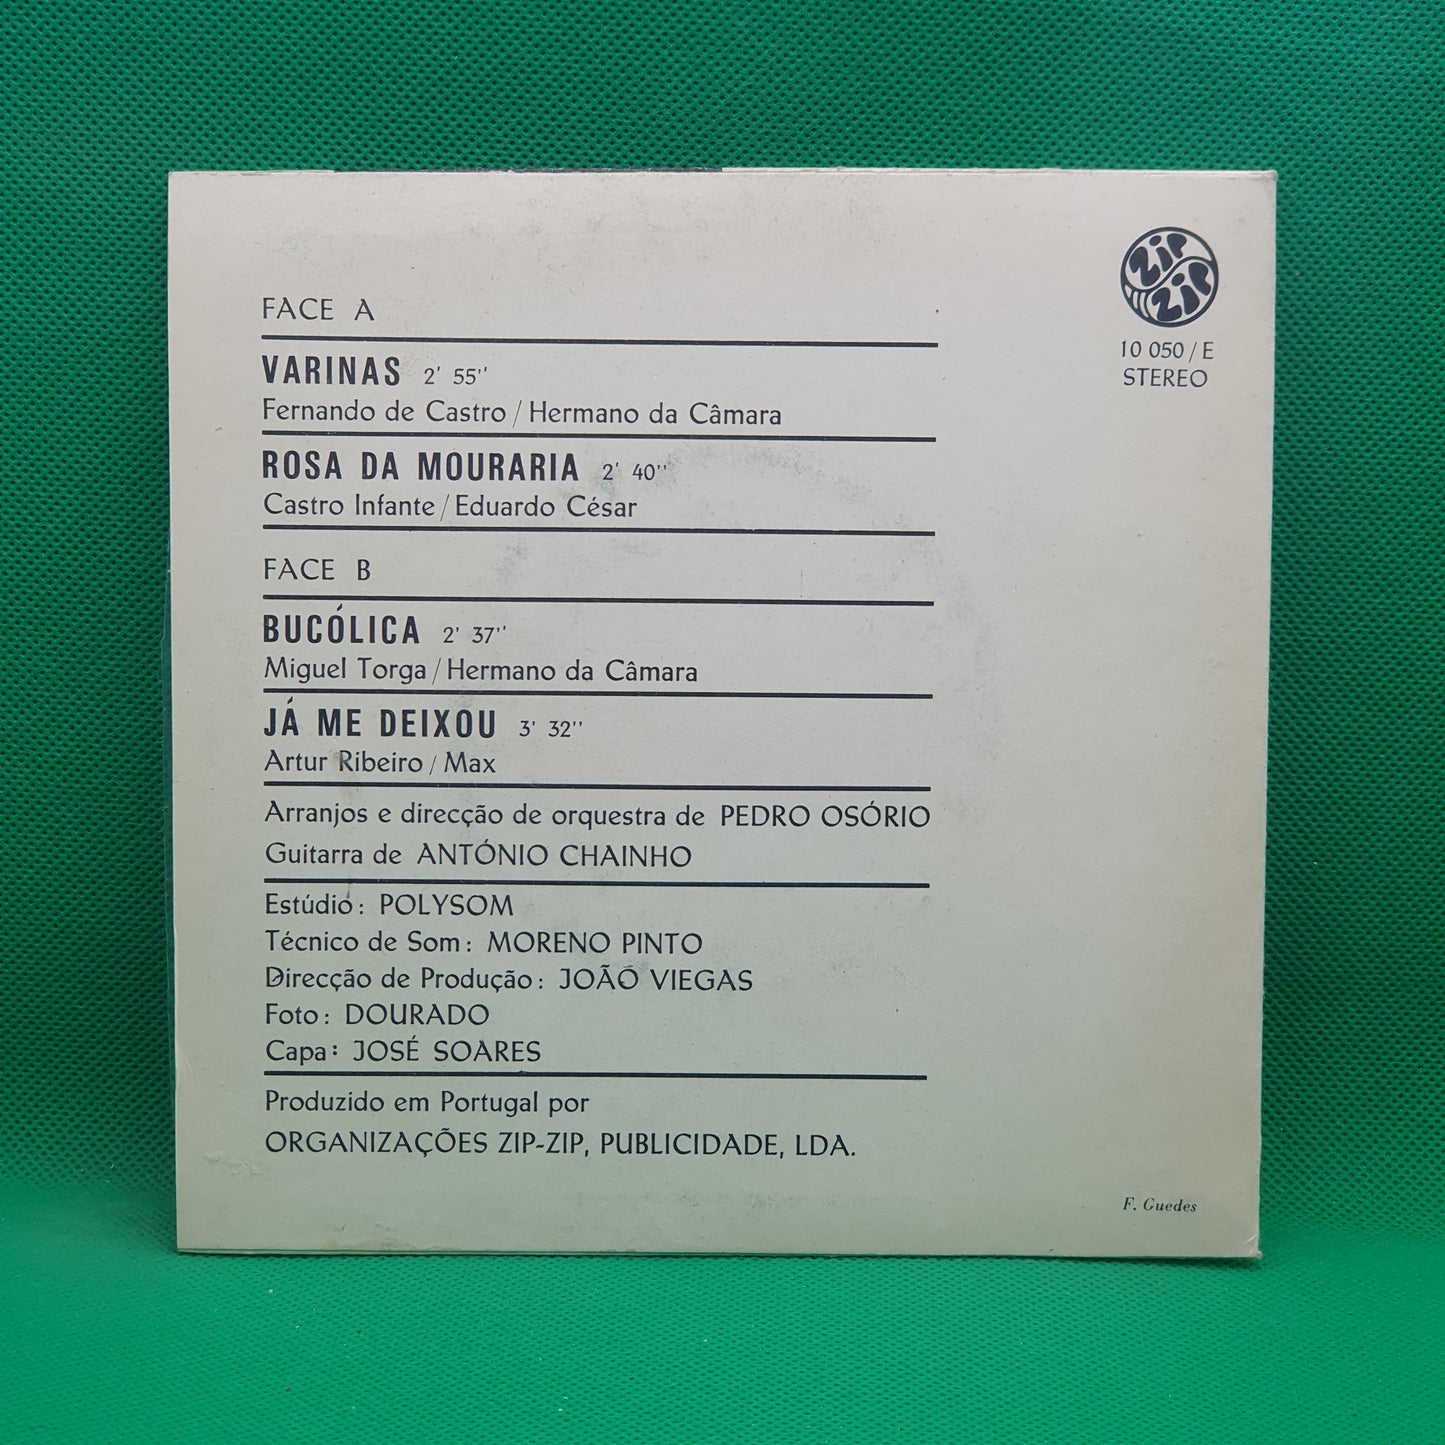 ZIP
ZIP
10 050 / E
STEREO
FACE A
VARINAS 2' 55''
Fernando de Castro / Hermano da Câmara
ROSA DA MOURARIA 2' 40''
Castro Infante / Eduardo César
FACE B
BUCÓLICA 2' 37''
Miguel Torga / Hermano da Câmara
JÁ ME DEIXOU 3' 32''
Artur Ribeiro / Max
Arranjos e direcção de orquestra de PEDRO OSÓRIO
Guitarra de ANTÓNIO CHAINHO
Estúdio: POLYSOM
Técnico de Som: MORENO PINTO
Direcção de Produção: JOÃO VIEGAS
Foto: DOURADO
Capa: JOSÉ SOARES
Produzido em Portugal por
ORGANIZAÇÕES ZIP-ZIP, PUBLICIDADE, LDA.
F. Guedes